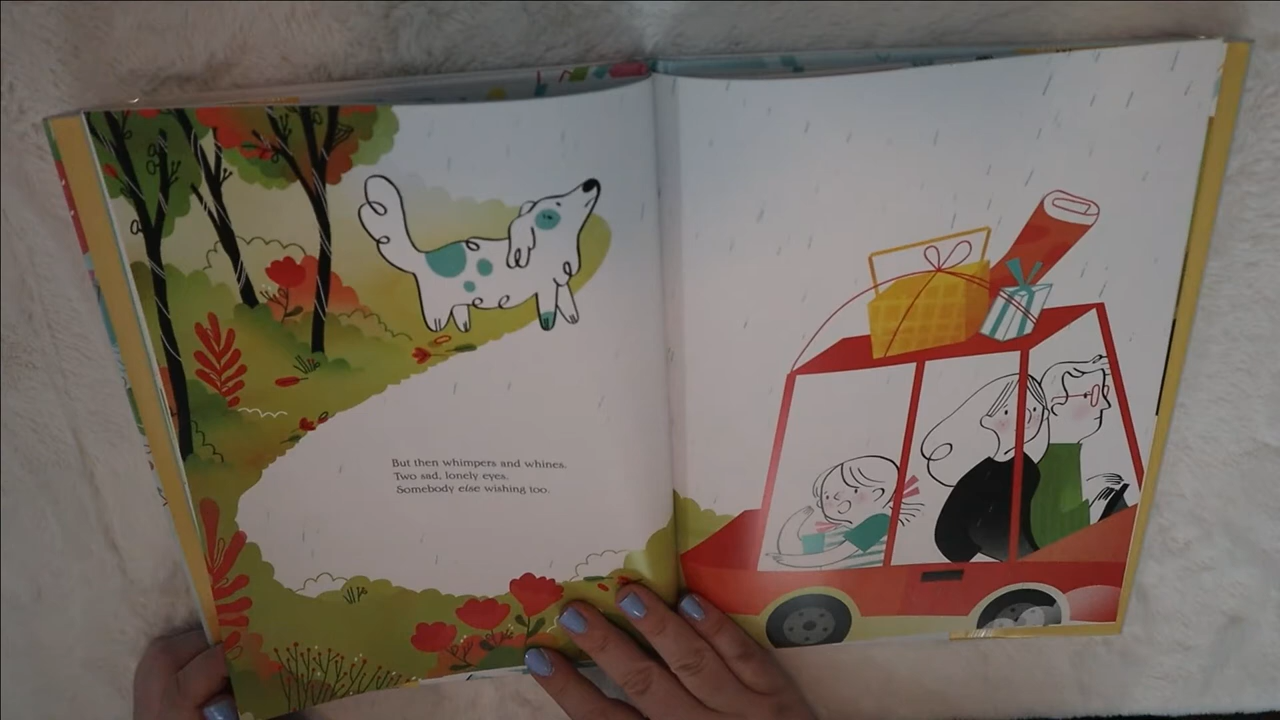 But then whimpers and whines.
Two sad, lonely eyes.
Somebody else wishing too.